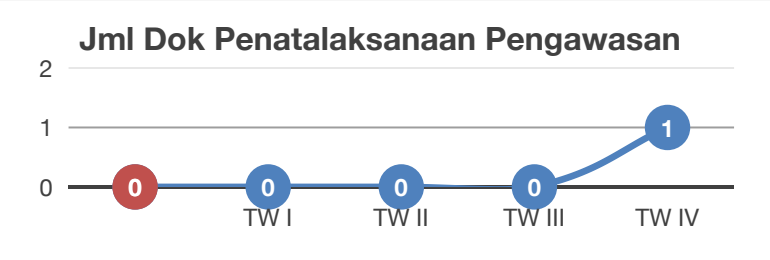 Jml Dok Penatalaksanaan Pengawasan
2
1
1
0
0
0
0
0
TW I
TW II
TW III
TW IV